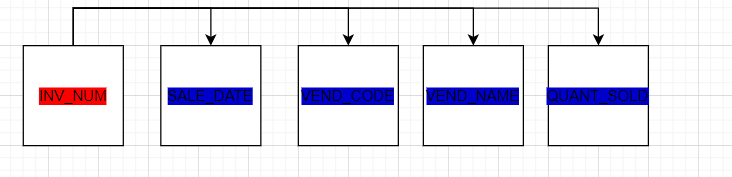 INV_NUM
SALE_DATE
VEND_CODE
VEND_NAME
QUANT_SOLD